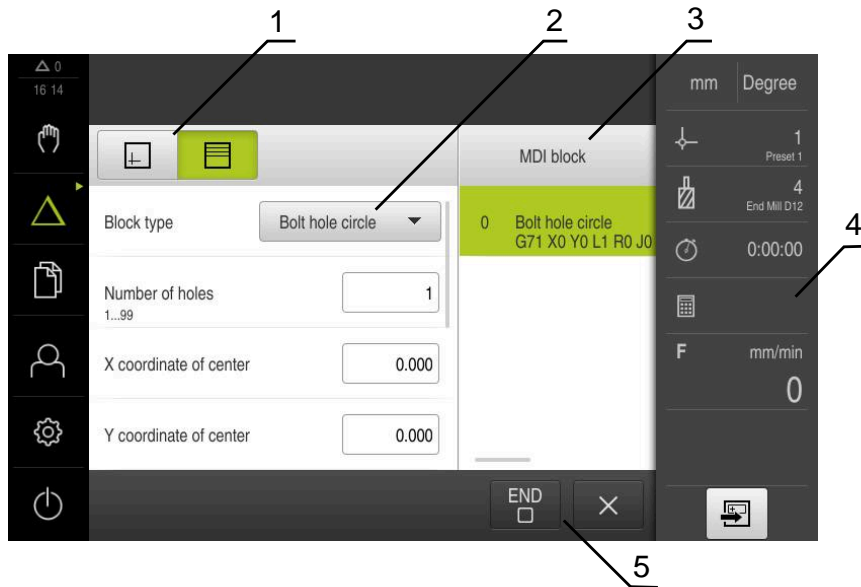 1
2
3
0
16 14
mm Degree
1
Preset 1
MDI block
4
End Mill D12
Block type
Bolt hole circle
0 Bolt hole circle
G71 X0 Y0 L1 R0 J0
4
0:00:00
Number of holes
1...99
1
F mm/min
0
X coordinate of center
0.000
Y coordinate of center
0.000
END
5